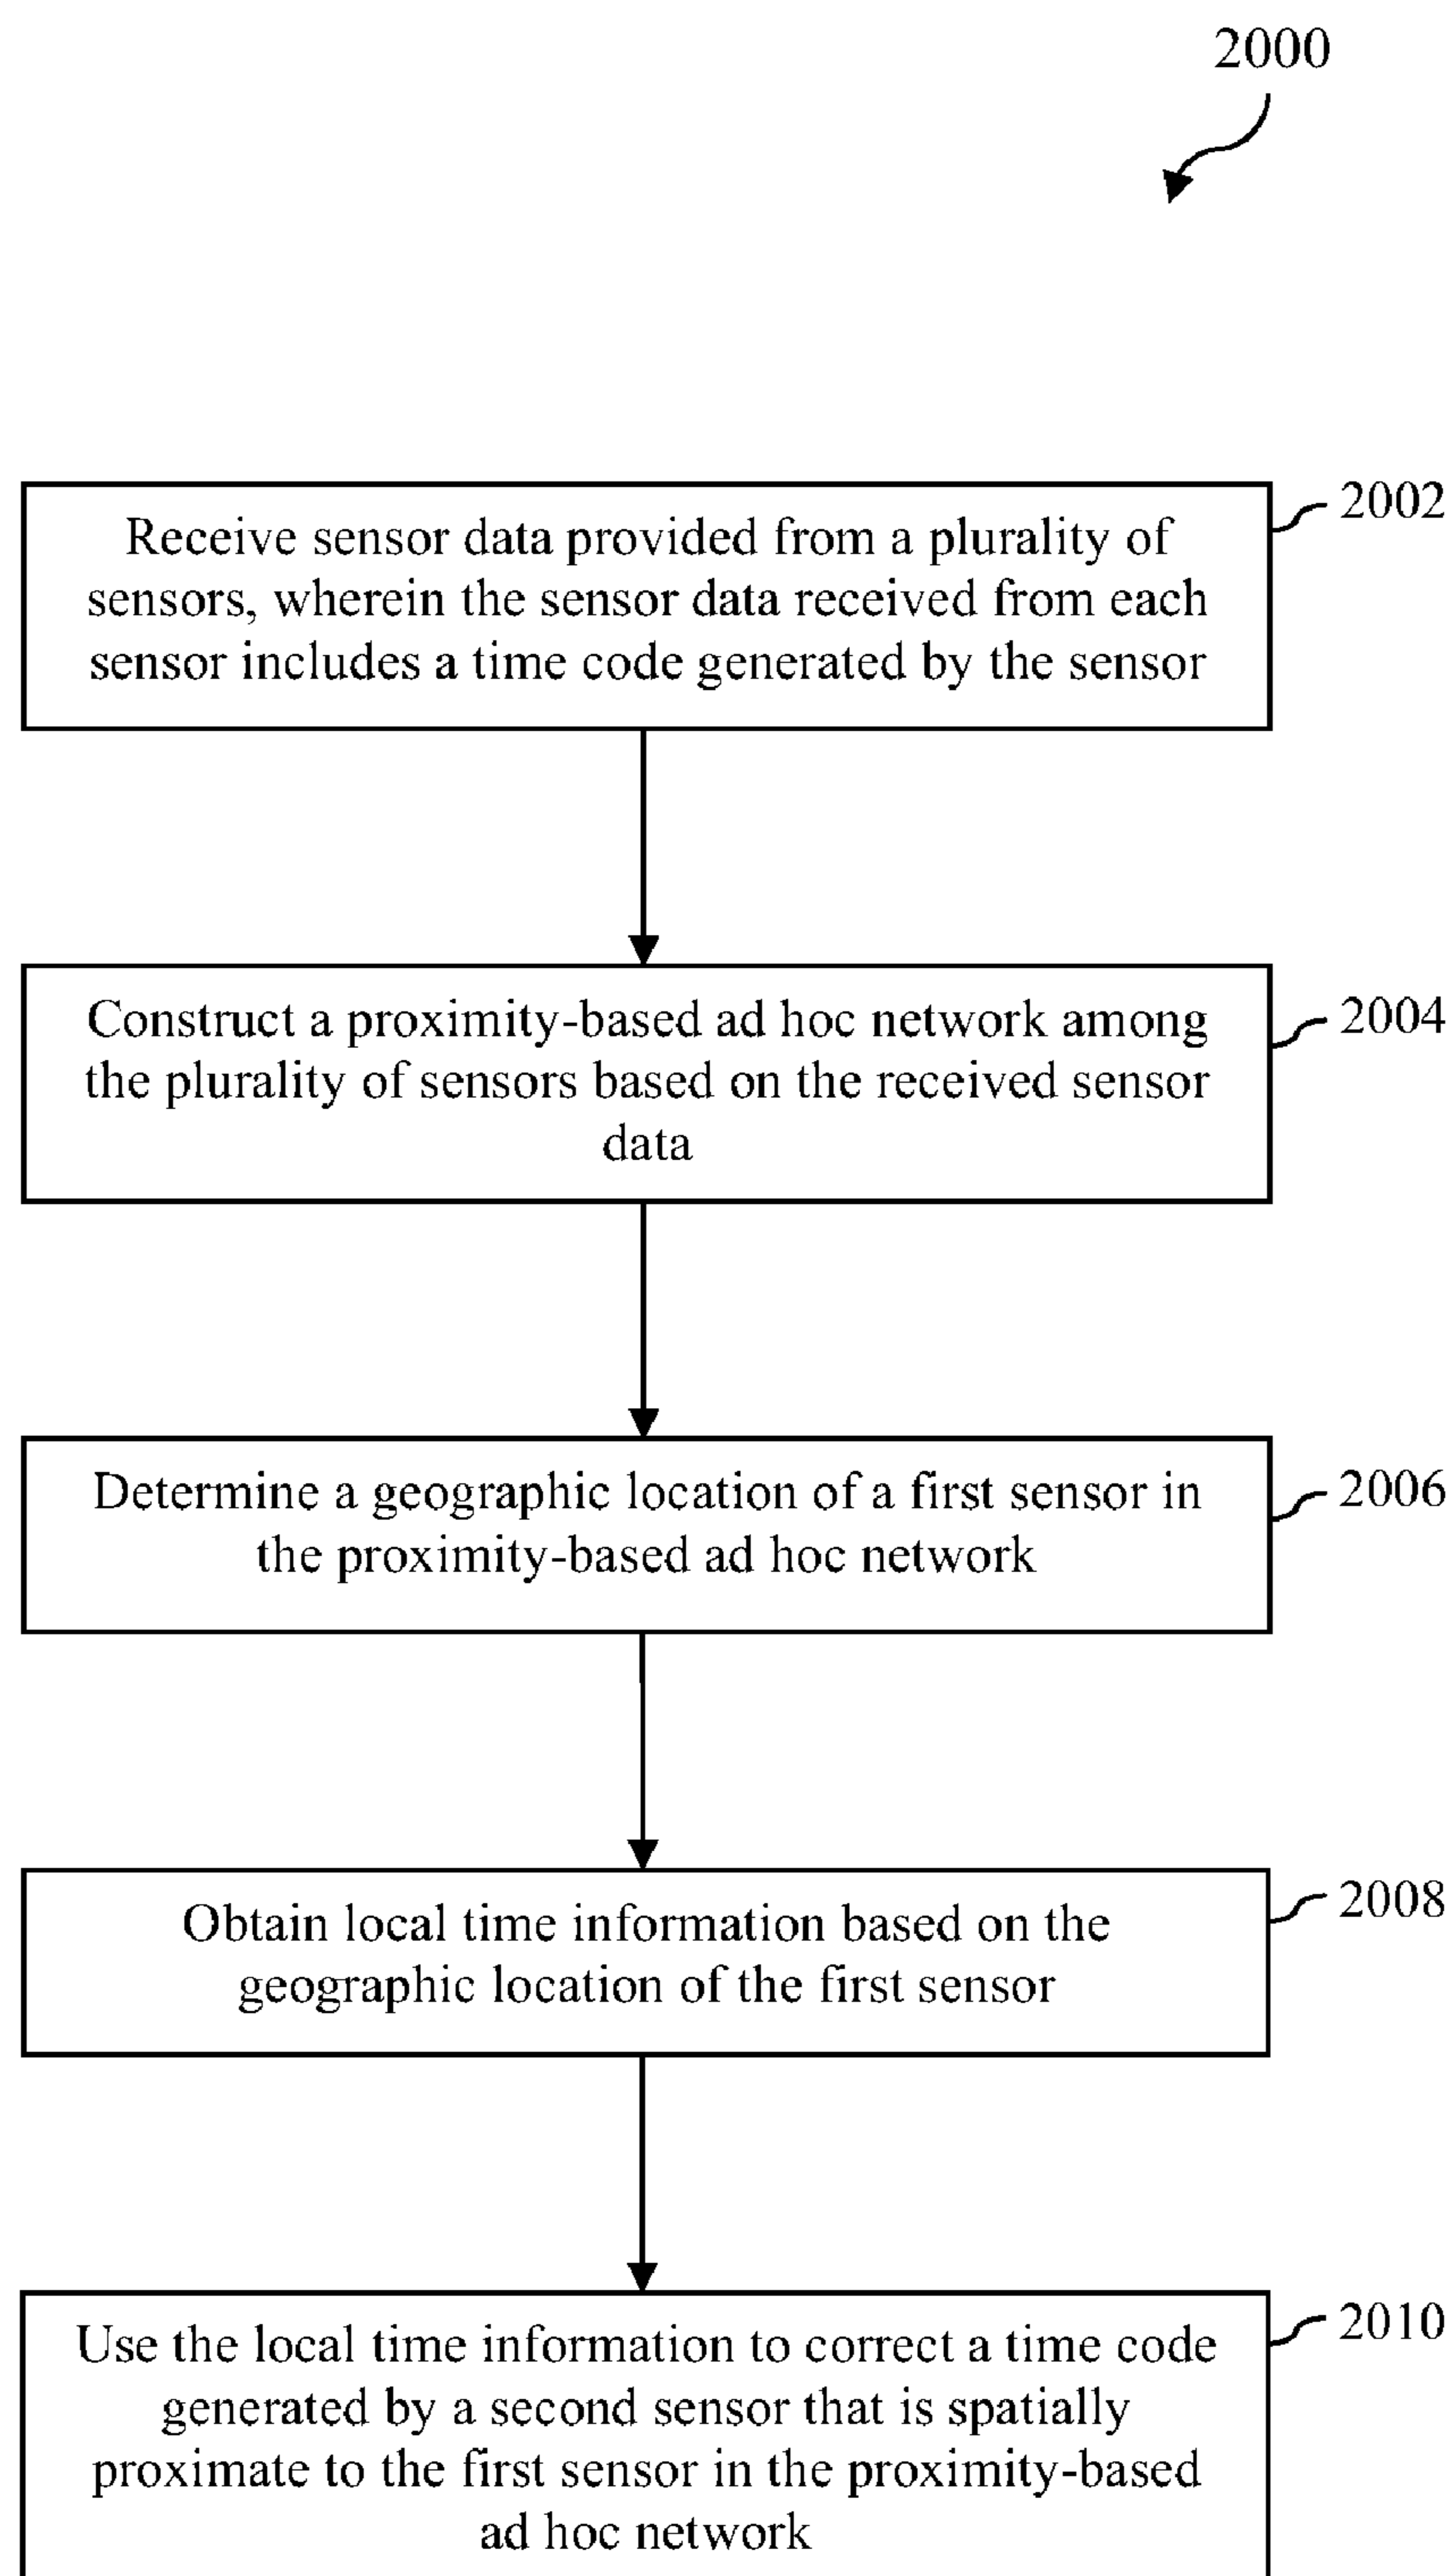 2000
2002
Receive sensor data provided from a plurality of
sensors, wherein the sensor data received from each
sensor includes a time code generated by the sensor
2004
Construct a proximity-based ad hoc network among
the plurality of sensors based on the received sensor
data
2006
Determine a geographic location of a first sensor in
the proximity-based ad hoc network
2008
Obtain local time information based on the
geographic location of the first sensor
2010
Use the local time information to correct a time code
generated by a second sensor that is spatially
proximate to the first sensor in the proximity-based
ad hoc network